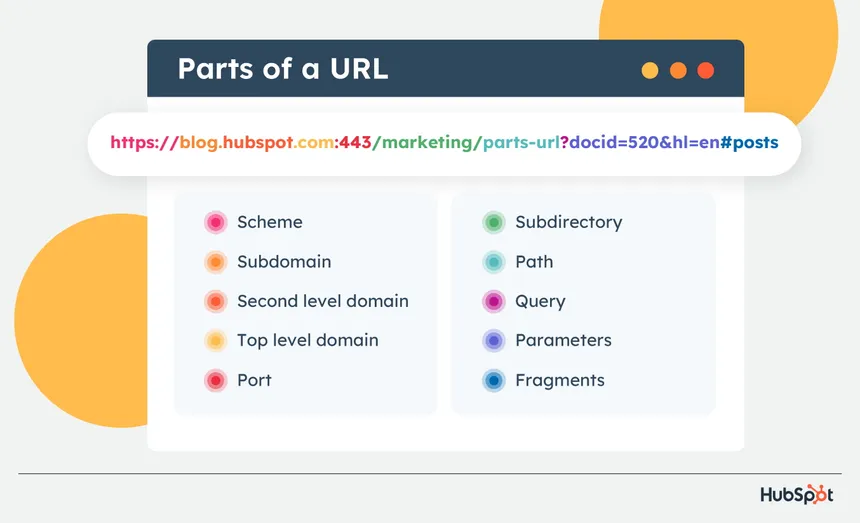 Parts of a URL
https://blog.hubspot.com:443/marketing/parts-url?docid=520&hl=en#posts
Scheme
Subdomain
Second level domain
Top level domain
Port
Subdirectory
Path
Query
Parameters
Fragments
HubSpot